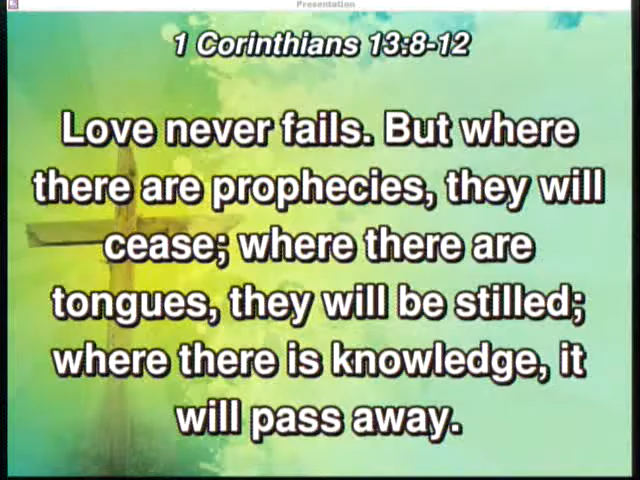 Presentation
1 Corinthians 13:8-12
Love never fails. But where
there are prophecies, they will
cease; where there are
tongues, they will be stilled;
where there is knowledge, it
will pass away.